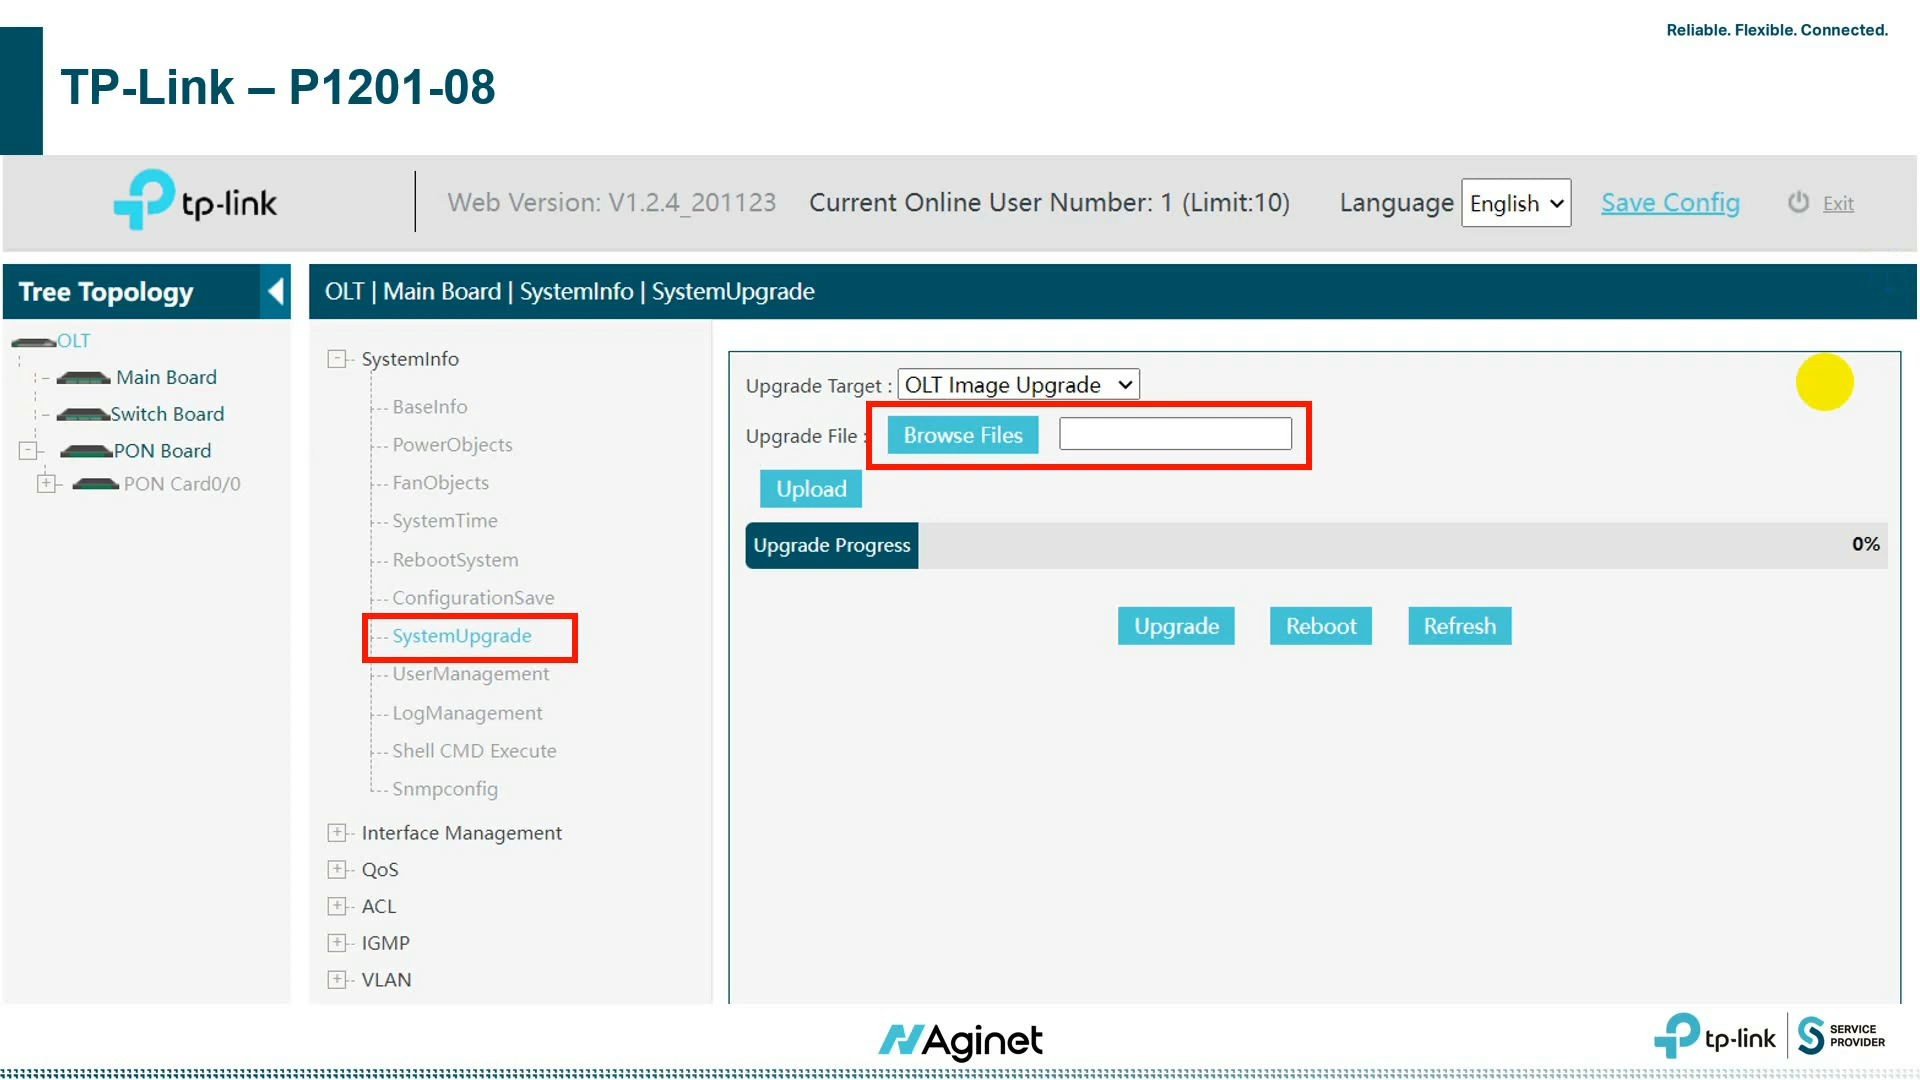 Reliable. Flexible. Connected.
TP-Link – P1201-08
tp-link
Web Version: V1.2.4_201123
Current Online User Number: 1 (Limit:10)
Language
English
Save Config
Exit
Tree Topology
OLT
Main Board
Switch Board
PON Board
PON Card0/0
OLT | Main Board | SystemInfo | SystemUpgrade
SystemInfo
BaseInfo
PowerObjects
FanObjects
SystemTime
RebootSystem
ConfigurationSave
SystemUpgrade
UserManagement
LogManagement
Shell CMD Execute
Snmpconfig
Interface Management
QoS
ACL
IGMP
VLAN
Upgrade Target : OLT Image Upgrade
Upgrade File : Browse Files
Upload
Upgrade Progress
0%
Upgrade
Reboot
Refresh
Aginet
tp-link
SERVICE
PROVIDER